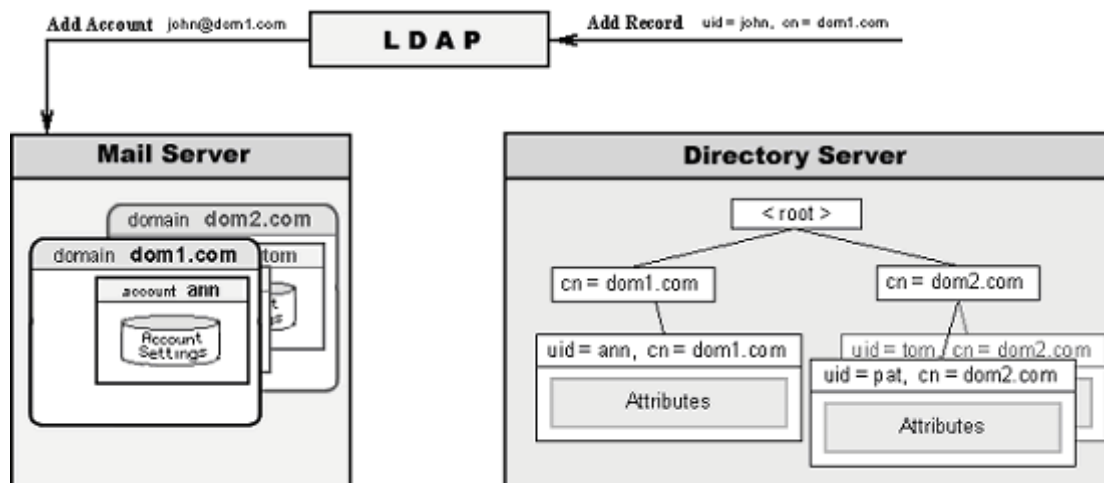 Add Account john@dom1.com
LDAP
Add Record uid= john, cn= dom1.com
Mail Server
domain dom2.com
domain dom1.com
tom
account ann
Account
Settings
Directory Server
< root >
cn = dom1.com
cn = dom2.com
uid = ann, cn = dom1.com
Attributes
uid = tom, cn = dom2.com
uid = pat, cn = dom2.com
Attributes